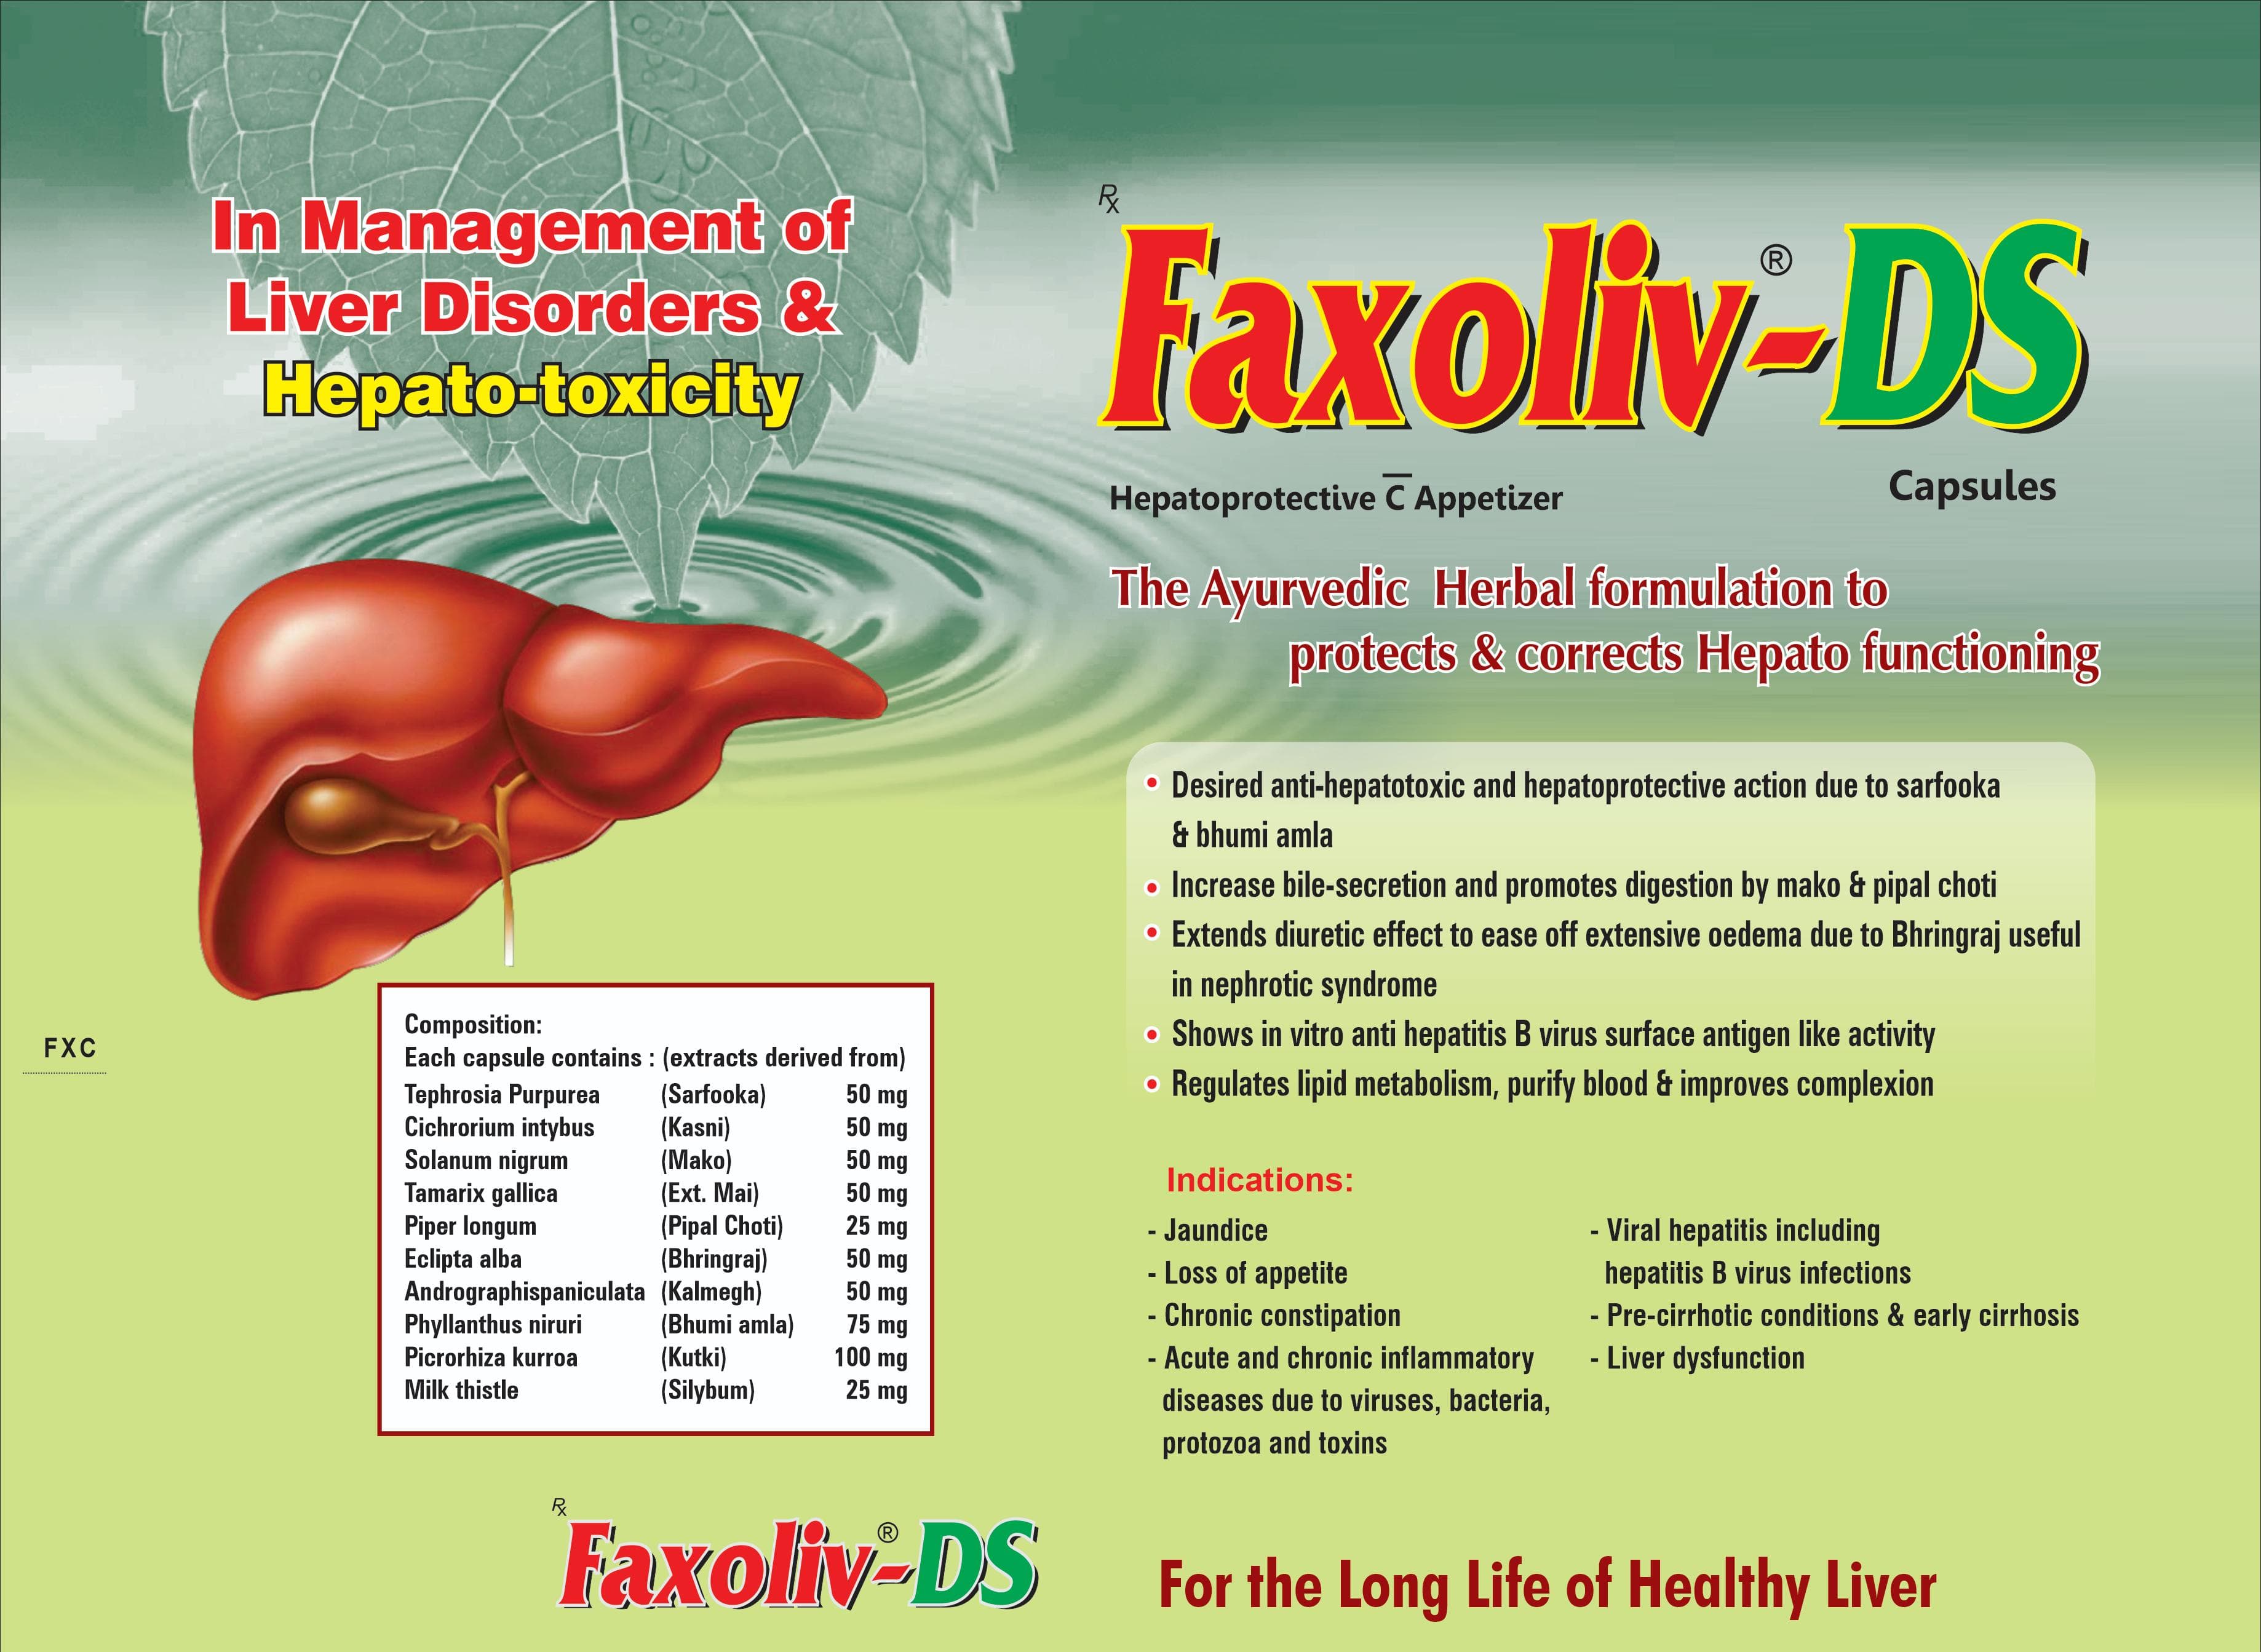 In Management of
Liver Disorders &
Hepato-toxicity
FXC
Composition:
Each capsule contains : (extracts derived from)
Tephrosia Purpurea (Sarfooka) 50 mg
Cichrorium intybus (Kasni) 50 mg
Solanum nigrum (Mako) 50 mg
Tamarix gallica (Ext. Mai) 50 mg
Piper longum (Pipal Choti) 25 mg
Eclipta alba (Bhringraj) 50 mg
Andrographispaniculata (Kalmegh) 50 mg
Phyllanthus niruri (Bhumi amla) 75 mg
Picrorhiza kurroa (Kutki) 100 mg
Milk thistle (Silybum) 25 mg
Rx
Faxoliv®-DS
Rx
Faxoliv®-DS
Hepatoprotective C̅ Appetizer
Capsules
The Ayurvedic Herbal formulation to
protects & corrects Hepato functioning
• Desired anti-hepatotoxic and hepatoprotective action due to sarfooka
& bhumi amla
• Increase bile-secretion and promotes digestion by mako & pipal choti
• Extends diuretic effect to ease off extensive oedema due to Bhringraj useful
in nephrotic syndrome
• Shows in vitro anti hepatitis B virus surface antigen like activity
• Regulates lipid metabolism, purify blood & improves complexion
Indications:
- Jaundice
- Loss of appetite
- Chronic constipation
- Acute and chronic inflammatory
diseases due to viruses, bacteria,
protozoa and toxins
- Viral hepatitis including
hepatitis B virus infections
- Pre-cirrhotic conditions & early cirrhosis
- Liver dysfunction
For the Long Life of Healthy Liver